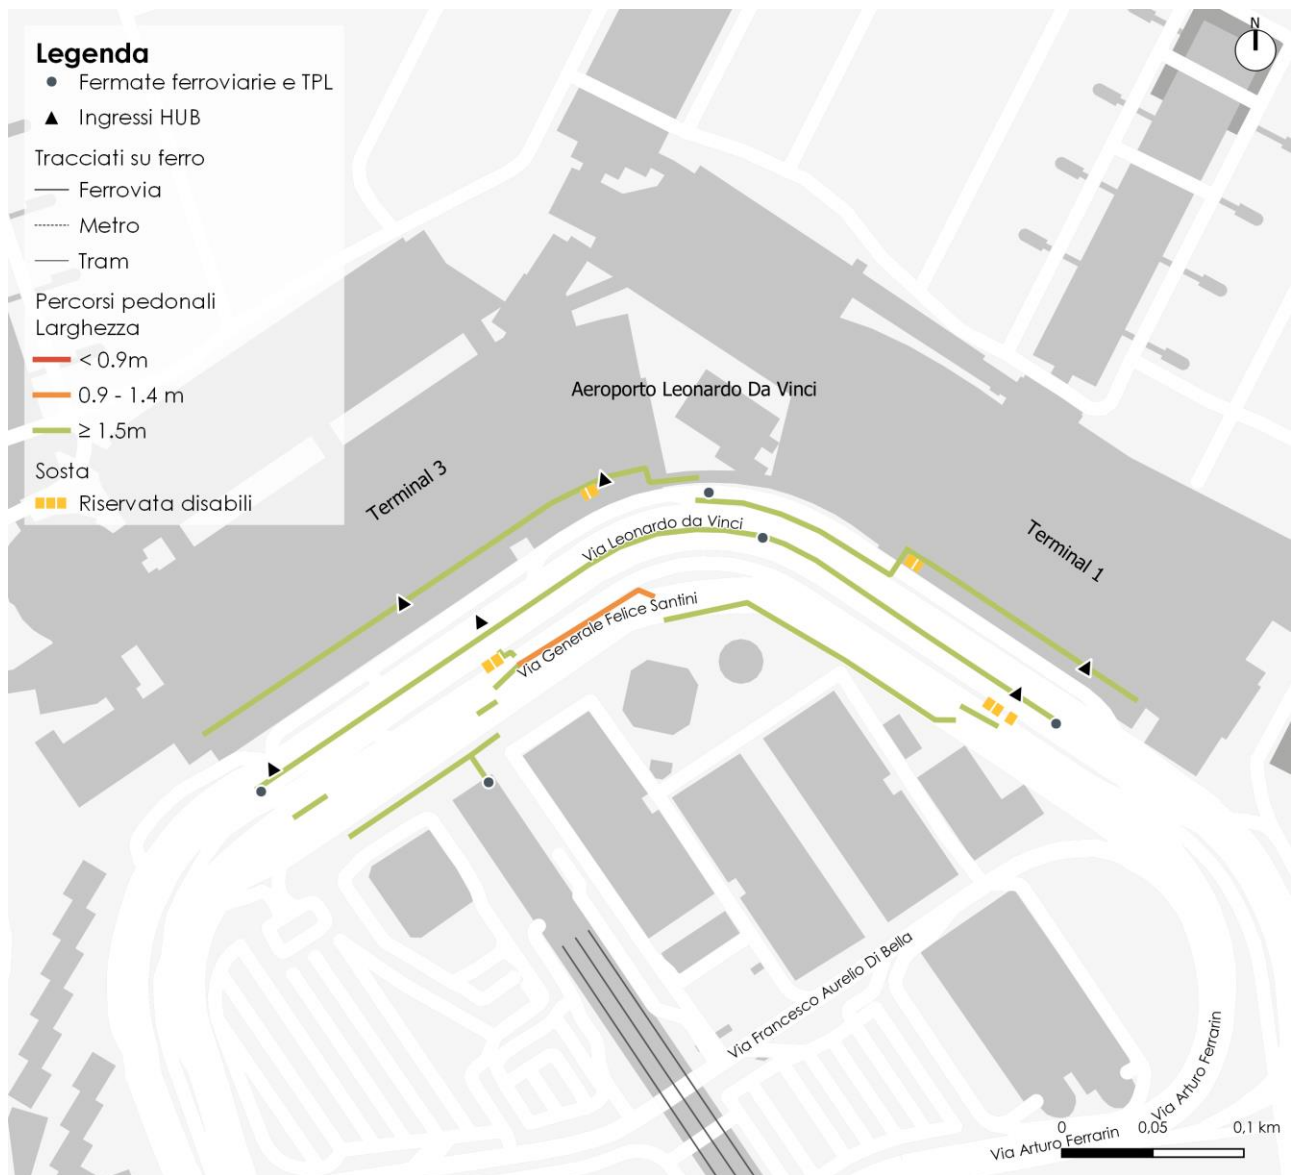 Legenda
Fermate ferroviarie e TPL
Ingressi HUB
Tracciati su ferro
Ferrovia
Metro
Tram
Percorsi pedonali
Larghezza
< 0.9m
0.9 - 1.4 m
≥ 1.5m
Sosta
Riservata disabili
N
Aeroporto Leonardo Da Vinci
Terminal 3
Terminal 1
Via Leonardo da Vinci
Via Generale Felice Santini
Via Francesco Aurelio Di Bella
Via Arturo Ferrarin
Via Arturo Ferrarin
0 0,05 0,1 km